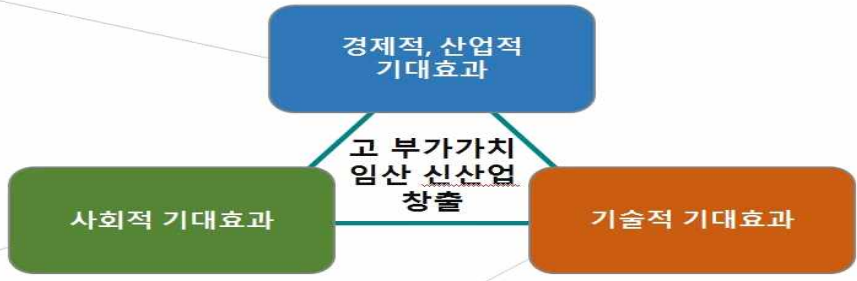 경제적, 산업적
기대효과
고 부가가치
임산 신산업
창출
사회적 기대효과
기술적 기대효과